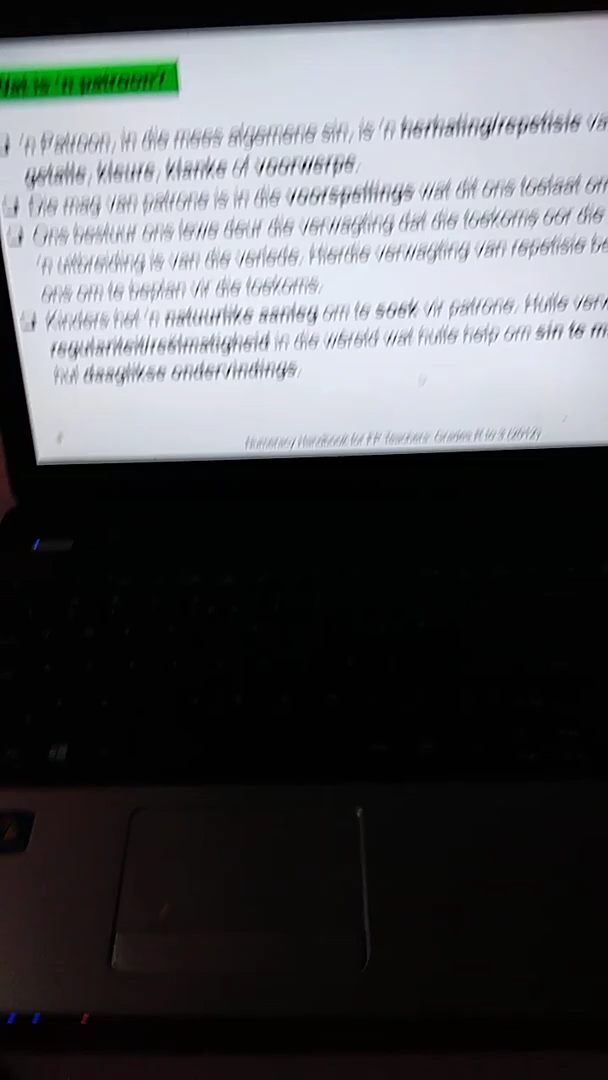 is 'n patroon?
'n Patroon, in die mees algemene sin, is 'n herhaling/repetisie va
getalle, kleure, klanke of voorwerpe.
Die mag van patrone is in die voorspellings wat dit ons toelaat om
Ons bestuur ons lewe deur die verwagting dat die toekoms oor die
'n uitbreiding is van die verlede. Hierdie verwagting van repetisie be
ons om te beplan vir die toekoms.
Kinders het 'n natuurlike aanleg om te soek vir patrone. Hulle
regulariteit/reëlmatigheid in die wêreld wat hulle help om sin te m
hul daaglikse ondervindings.
Numeracy Handbook for FP Teachers: Grades R to 3 (2012)